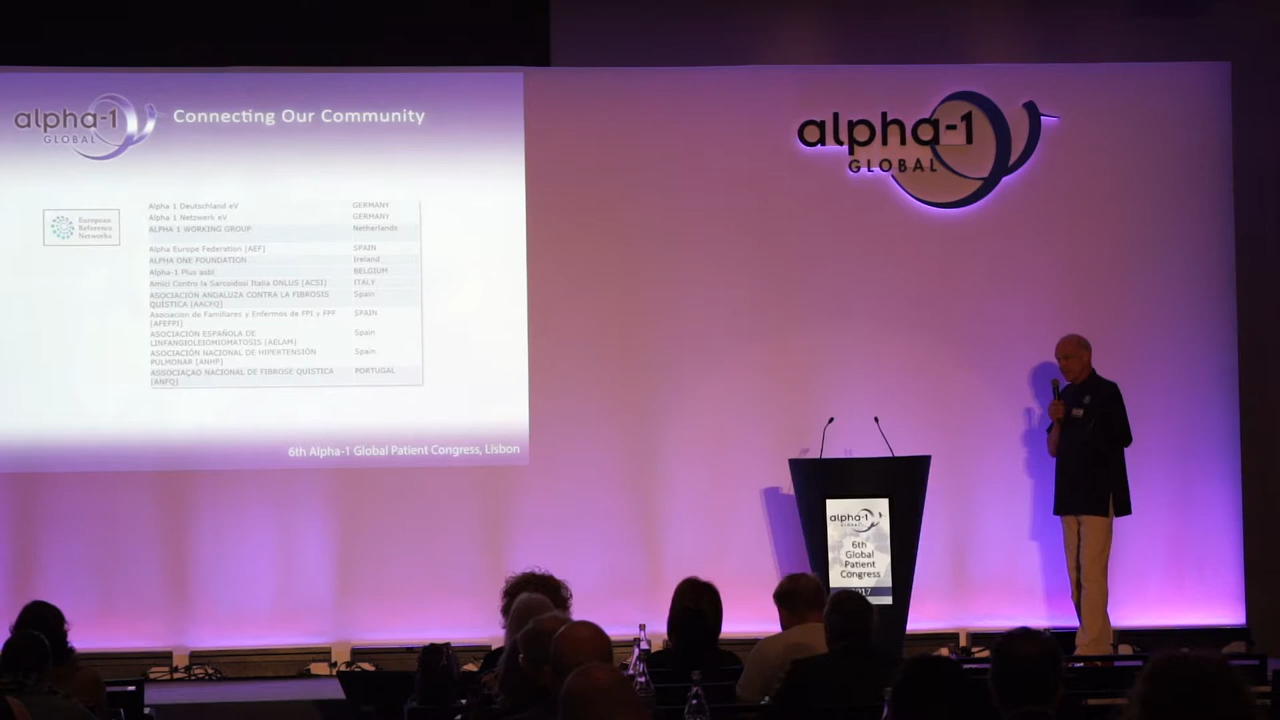 alpha-1
GLOBAL
Connecting Our Community
European
Reference
Networks
Alpha 1 Deutschland eV GERMANY
Alpha 1 Netzwerk eV GERMANY
ALPHA 1 WORKING GROUP Netherlands
Alpha Europe Federation [AEF] SPAIN
ALPHA ONE FOUNDATION Ireland
Alpha-1 Plus asbl BELGIUM
Amici Contro la Sarcoidosi Italia ONLUS [ACSI] ITALY
ASOCIACIÓN ANDALUZA CONTRA LA FIBROSIS Spain
QUÍSTICA [AACFQ]
Asociacion de Familiares y Enfermos de FPI y FPF SPAIN
[AFEFPI]
ASOCIACIÓN ESPAÑOLA DE Spain
LINFANGIOLEIOMIOMATOSIS [AELAM]
ASOCIACIÓN NACIONAL DE HIPERTENSIÓN Spain
PULMONAR [ANHP]
ASSOCIAÇAO NACIONAL DE FIBROSE QUISTICA PORTUGAL
[ANFQ]
6th Alpha-1 Global Patient Congress, Lisbon
alpha-1
GLOBAL
alpha-1
GLOBAL
6th
Global
Patient
Congress
2017